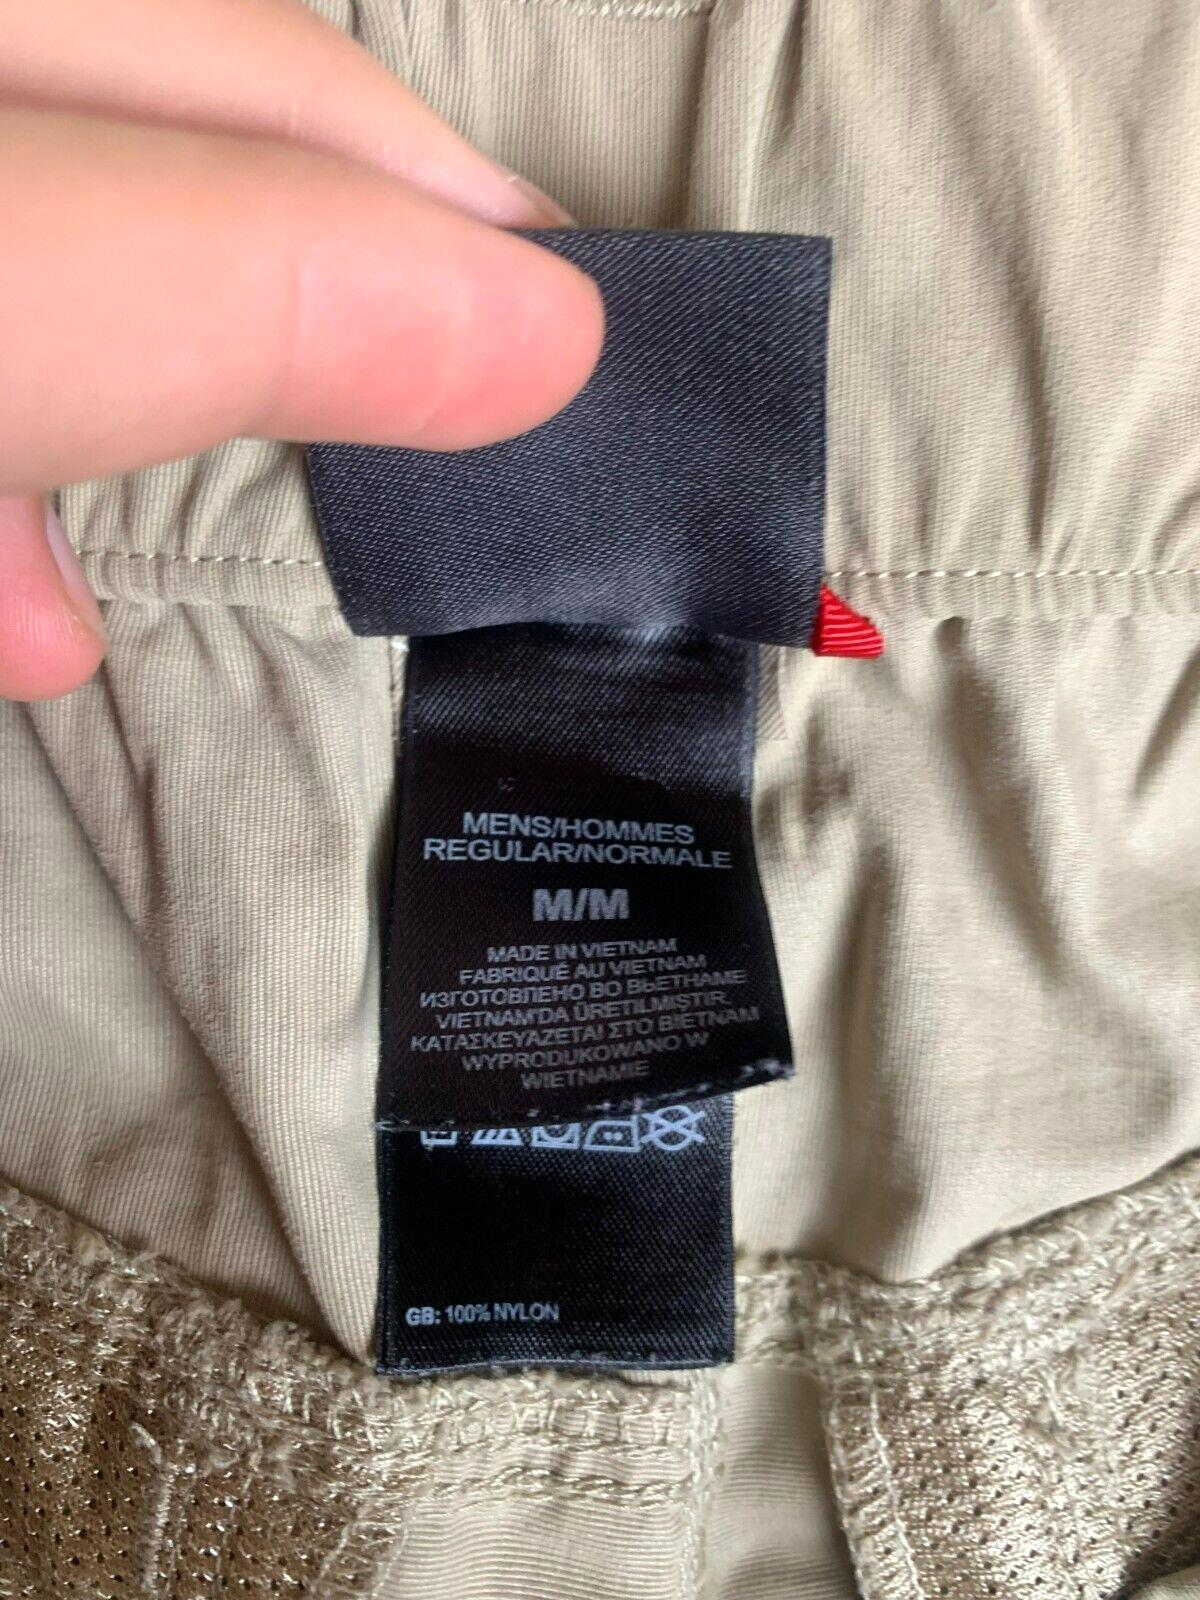 MENS/HOMMES
REGULAR/NORMALE
M/M
MADE IN VIETNAM
FABRIQUÉ AU VIETNAM
ИЗГОТОВЛЕНО ВО ВЬЕТНАМЕ
VIETNAM'DA ÜRETILMISTIR.
ΚΑΤΑΣΚΕΥΑΖΕΤΑΙ ΣΤΟ ΒΙΕΤΝΑΜ
WYPRODUKOWANO W
WIETNAMIE
GB: 100% NYLON